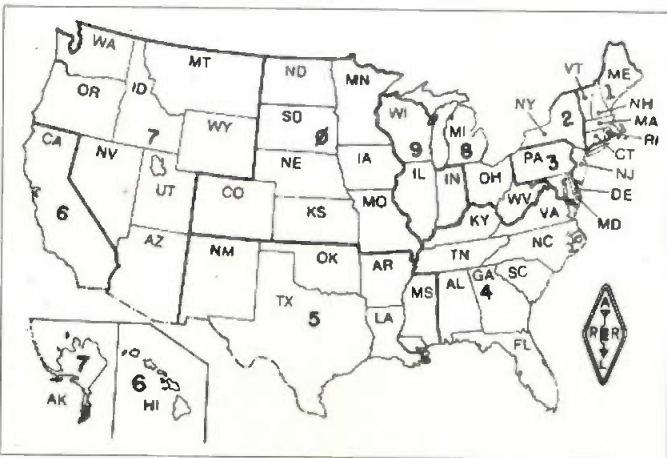 WA
MT
ND
MN
VT
ME
1
OR
ID
7
WY
SD
Ø
WI
9
MI
8
NY
2
NH
MA
RI
CT
NJ
CA
6
NV
UT
CO
NE
IA
IL
IN
OH
PA
3
DE
MD
KS
MO
KY
WV
VA
AZ
NM
OK
AR
TN
NC
TX
5
LA
MS
AL
GA
4
SC
FL
7
AK
6
HI
A
R R
L